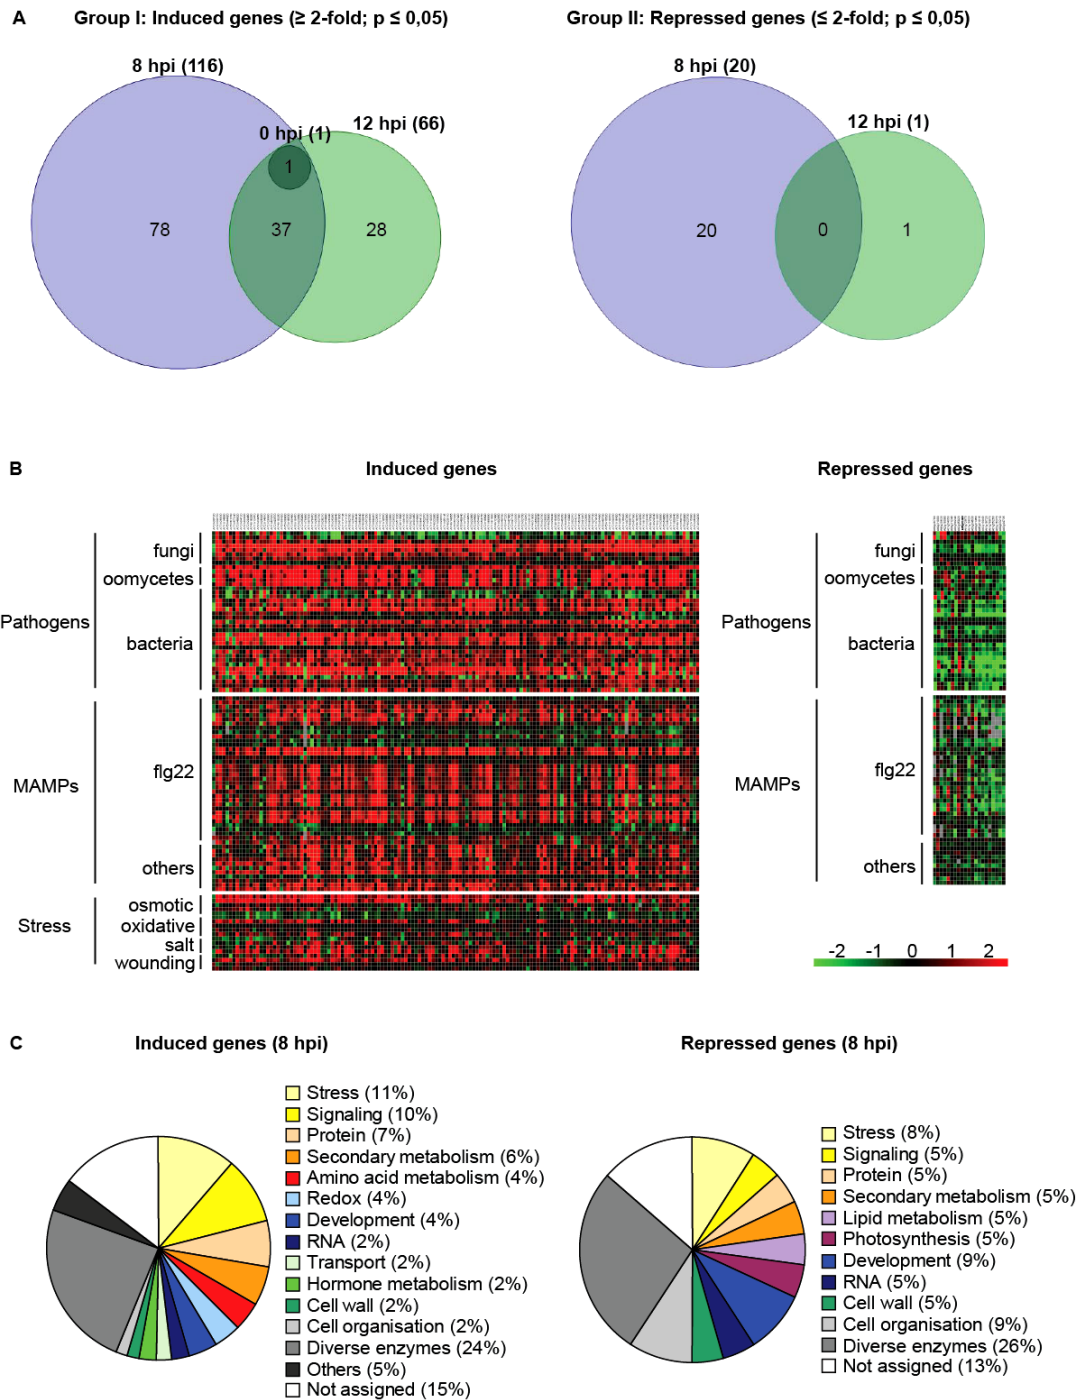 A
Group I: Induced genes (≥ 2-fold; p ≤ 0,05)
Group II: Repressed genes (≤ 2-fold; p ≤ 0,05)
8 hpi (116)
0 hpi (1)
12 hpi (66)
1
78
37
28
8 hpi (20)
12 hpi (1)
20
0
1
B
Induced genes
Repressed genes
Pathogens
fungi
oomycetes
bacteria
MAMPs
flg22
others
Stress
osmotic
oxidative
salt
wounding
Pathogens
fungi
oomycetes
bacteria
MAMPs
flg22
others
-2 -1 0 1 2
C
Induced genes (8 hpi)
Stress (11%)
Signaling (10%)
Protein (7%)
Secondary metabolism (6%)
Amino acid metabolism (4%)
Redox (4%)
Development (4%)
RNA (2%)
Transport (2%)
Hormone metabolism (2%)
Cell wall (2%)
Cell organisation (2%)
Diverse enzymes (24%)
Others (5%)
Not assigned (15%)
Repressed genes (8 hpi)
Stress (8%)
Signaling (5%)
Protein (5%)
Secondary metabolism (5%)
Lipid metabolism (5%)
Photosynthesis (5%)
Development (9%)
RNA (5%)
Cell wall (5%)
Cell organisation (9%)
Diverse enzymes (26%)
Not assigned (13%)